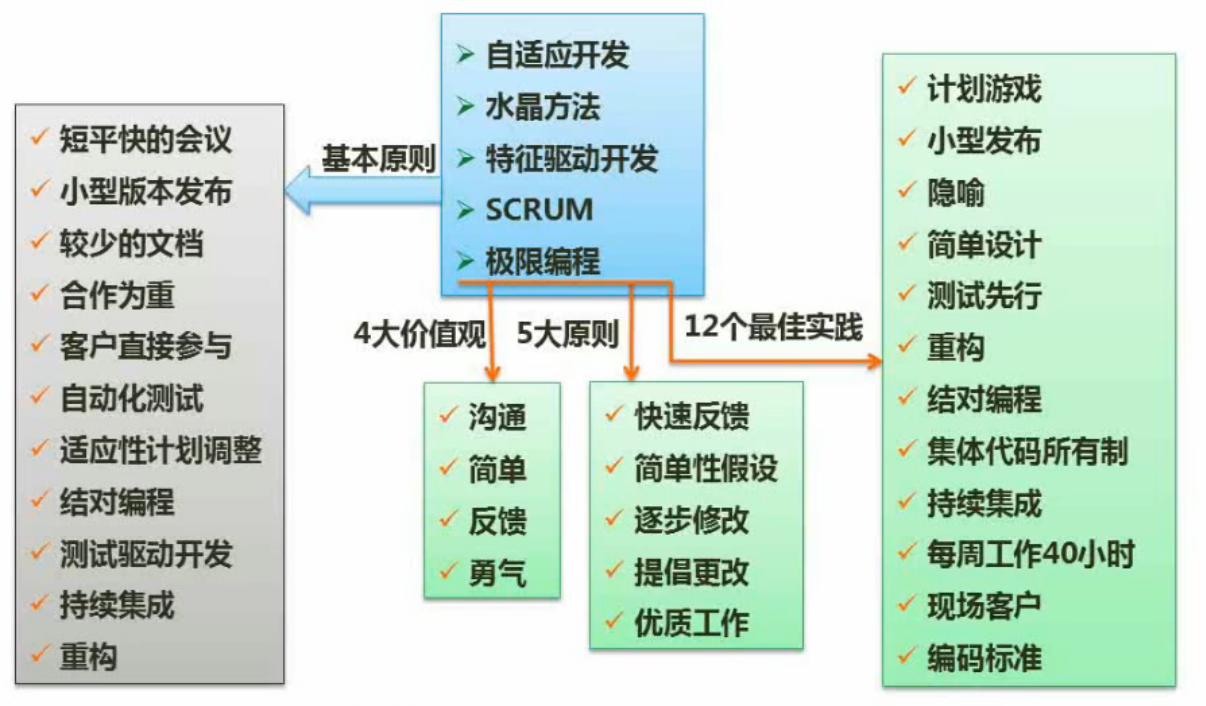 自适应开发
水晶方法
特征驱动开发
SCRUM
极限编程
基本原则
短平快的会议
小型版本发布
较少的文档
合作为重
客户直接参与
自动化测试
适应性计划调整
结对编程
测试驱动开发
持续集成
重构
4大价值观
沟通
简单
反馈
勇气
5大原则
快速反馈
简单性假设
逐步修改
提倡更改
优质工作
12个最佳实践
计划游戏
小型发布
隐喻
简单设计
测试先行
重构
结对编程
集体代码所有制
持续集成
每周工作40小时
现场客户
编码标准